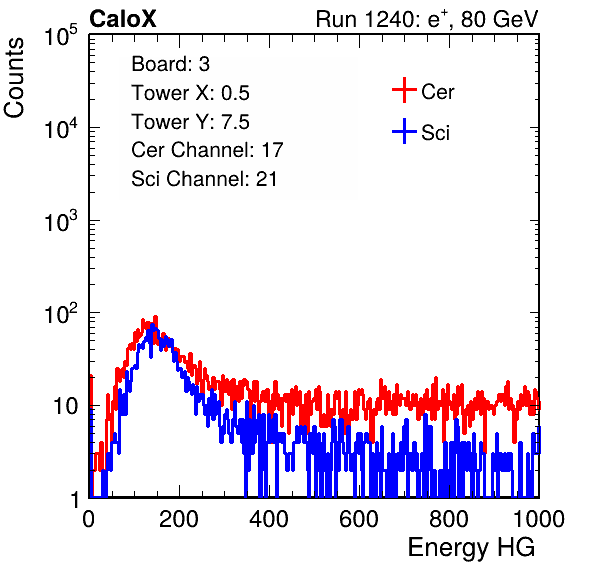 CaloX Run 1240: e⁺, 80 GeV
Counts
10⁵
10⁴
10³
10²
10
1
Board: 3
Tower X: 0.5
Tower Y: 7.5
Cer Channel: 17
Sci Channel: 21
Cer
Sci
0 200 400 600 800 1000
Energy HG